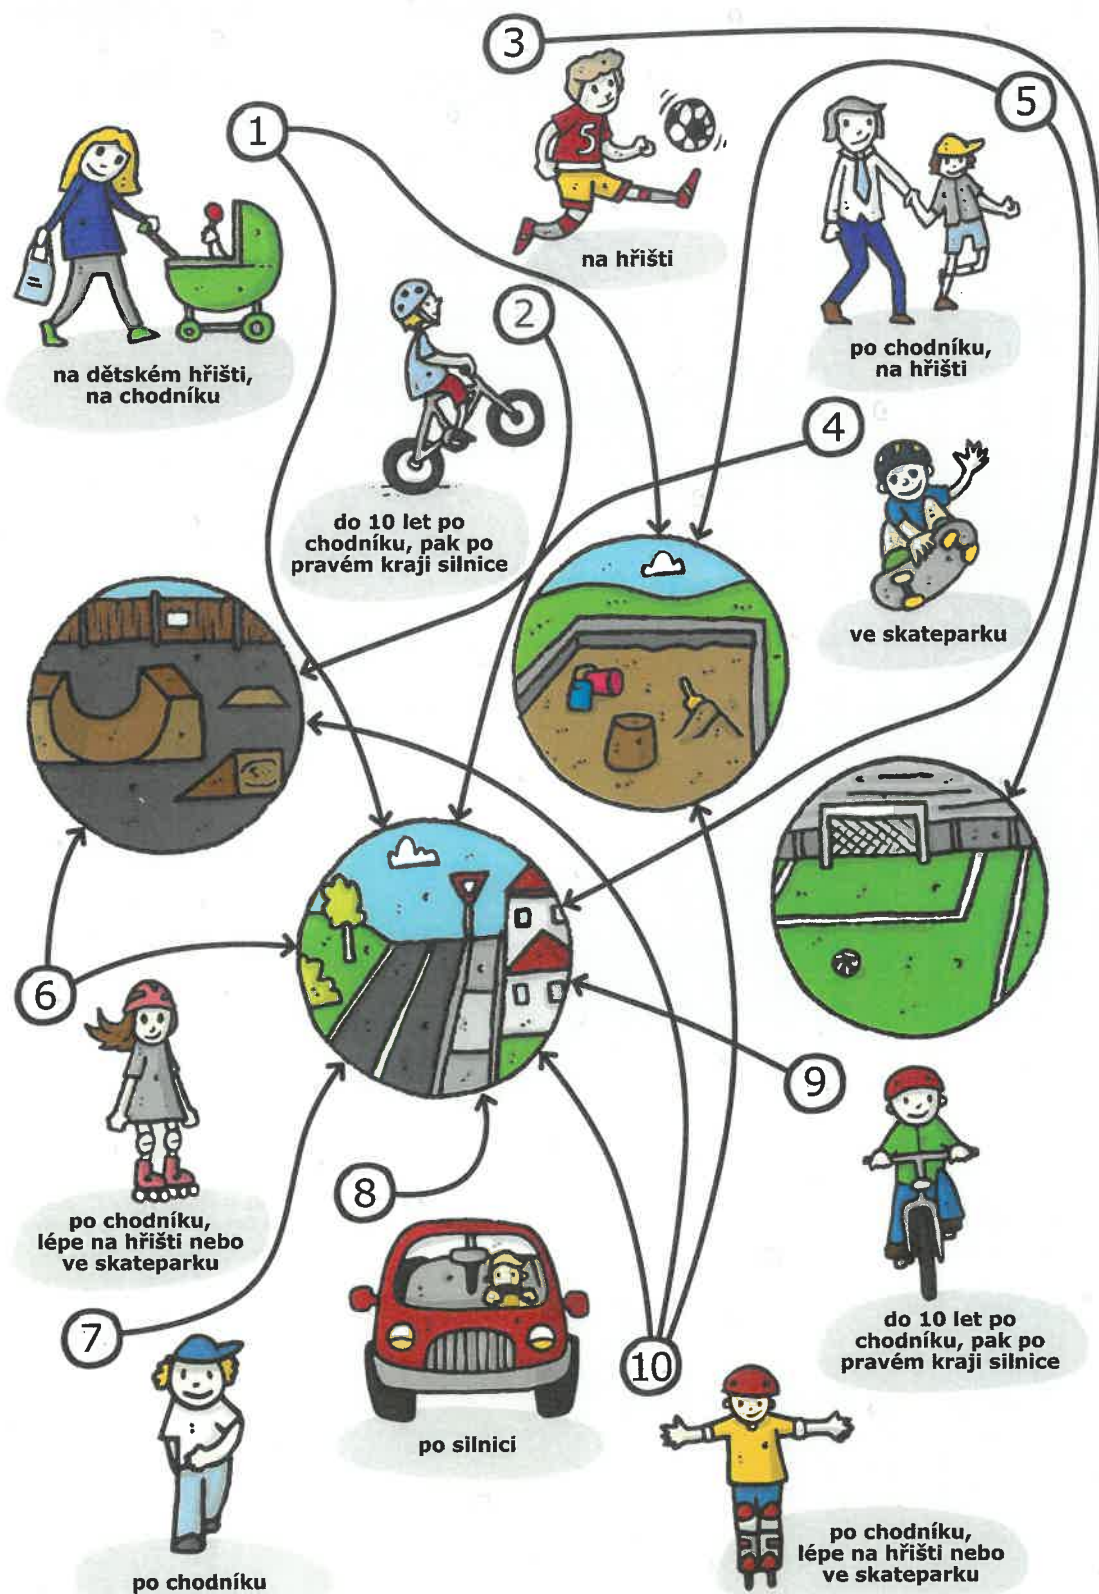 3
5
1
na hřišti
2
po chodníku,
na hřišti
na dětském hřišti,
na chodníku
4
do 10 let po
chodníku, pak po
pravém kraji silnice
ve skateparku
6
9
8
po chodníku,
lépe na hřišti nebo
ve skateparku
7
10
do 10 let po
chodníku, pak po
pravém kraji silnice
po silnici
po chodníku,
lépe na hřišti nebo
ve skateparku
po chodníku
5